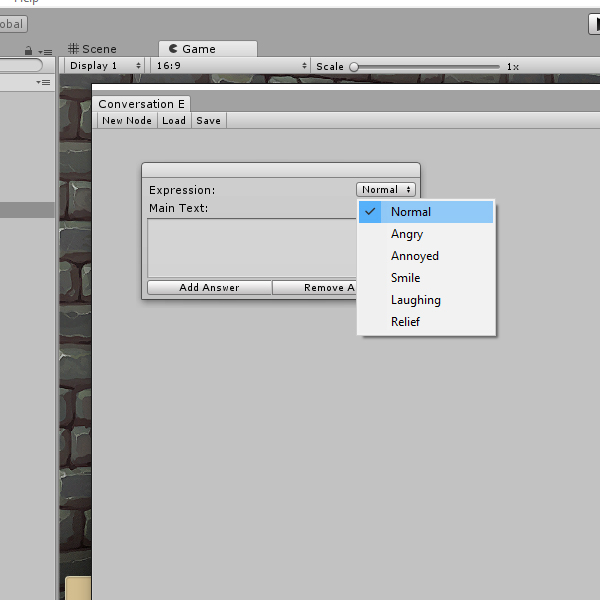 Help
obal
Scene
Game
Display 1
16:9
Scale
1x
Conversation E
New Node
Load
Save
Expression:
Normal
Main Text:
Normal
Angry
Annoyed
Smile
Laughing
Relief
Add Answer
Remove A